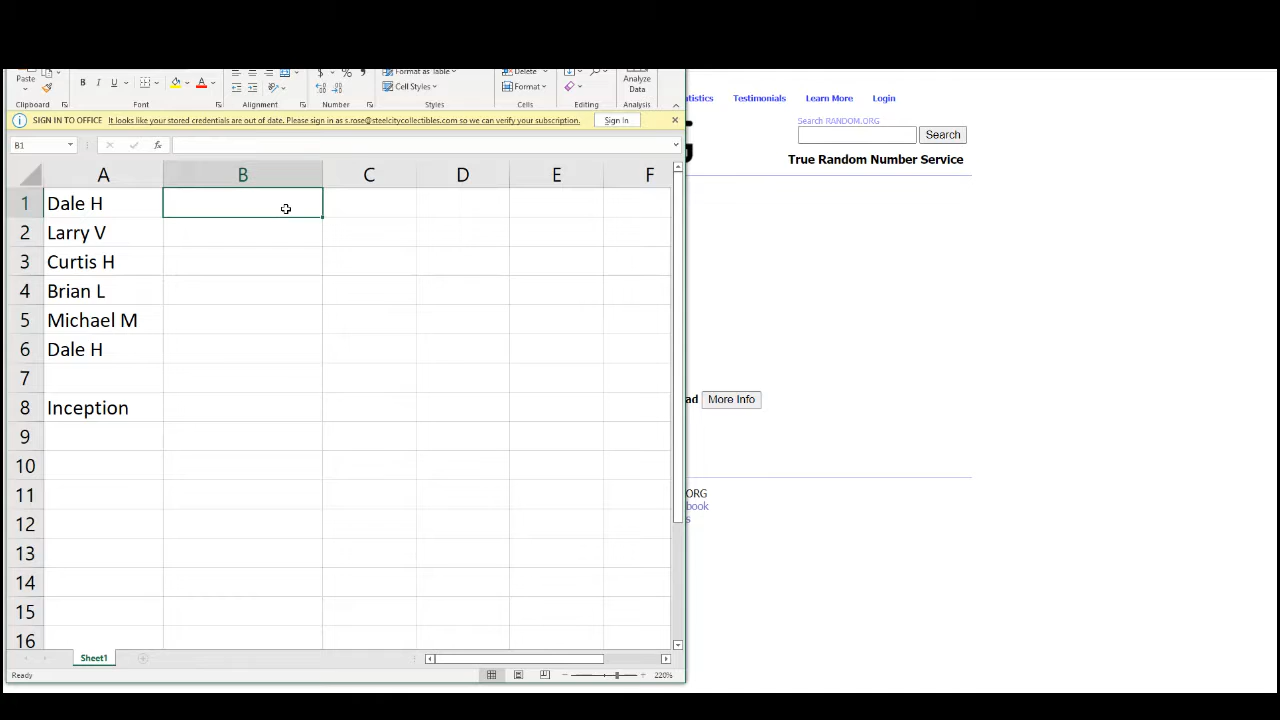 Paste
B I U
A
$ % ,
Format as Table
Cell Styles
Delete
Format
Analyze
Data
Clipboard
Font
Alignment
Number
Styles
Cells
Editing
Analysis
SIGN IN TO OFFICE It looks like your stored credentials are out of date. Please sign in as s.rose@steelcitycollectibles.com so we can verify your subscription. Sign In
B1
fx
A B C D E F
1 Dale H
2 Larry V
3 Curtis H
4 Brian L
5 Michael M
6 Dale H
7
8 Inception
9
10
11
12
13
14
15
16
Sheet1
Ready
220%
atistics Testimonials Learn More Login
Search RANDOM.ORG
Search
True Random Number Service
ad More Info
ORG
book
s